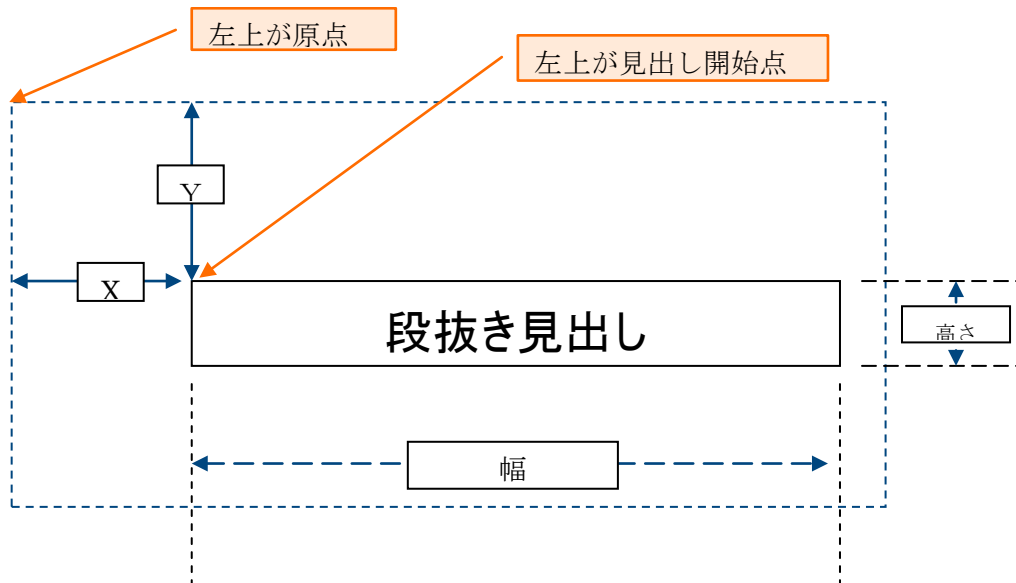 左上が原点
左上が見出し開始点
Y
X
段抜き見出し
高さ
幅